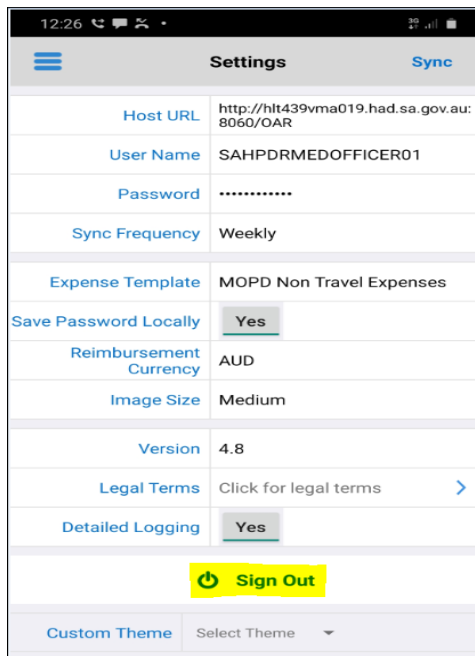 12:26
3G
Settings
Sync
Host URL
http://hlt439vma019.had.sa.gov.au:
8060/OAR
User Name
SAHPDRMEDOFFICER01
Password
••••••••••••
Sync Frequency
Weekly
Expense Template
MOPD Non Travel Expenses
Save Password Locally
Yes
Reimbursement
Currency
AUD
Image Size
Medium
Version
4.8
Legal Terms
Click for legal terms
Detailed Logging
Yes
Sign Out
Custom Theme
Select Theme